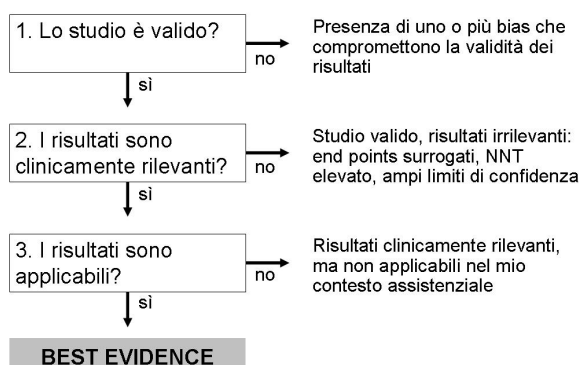 1. Lo studio è valido?
no
Presenza di uno o più bias che
compromettono la validità dei
risultati
sì
2. I risultati sono
clinicamente rilevanti?
no
Studio valido, risultati irrilevanti:
end points surrogati, NNT
elevato, ampi limiti di confidenza
sì
3. I risultati sono
applicabili?
no
Risultati clinicamente rilevanti,
ma non applicabili nel mio
contesto assistenziale
sì
BEST EVIDENCE